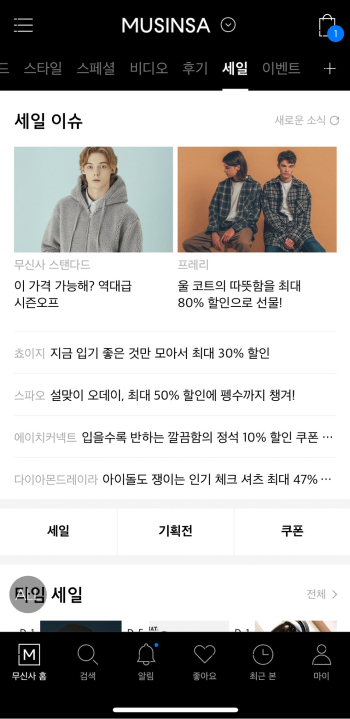 MUSINSA
1
드 스타일 스페셜 비디오 후기 세일 이벤트 +
세일 이슈
새로운 소식
무신사 스탠다드
이 가격 가능해? 역대급
시즌오프
프레리
울 코트의 따뜻함을 최대
80% 할인으로 선물!
쵸이지 지금 입기 좋은 것만 모아서 최대 30% 할인
스파오 설맞이 오데이, 최대 50% 할인에 펭수까지 챙겨!
에이치커넥트 입을수록 반하는 깔끔함의 정석 10% 할인 쿠폰 …
다이아몬드레이라 아이돌도 쟁이는 인기 체크 셔츠 최대 47% …
세일
기획전
쿠폰
타임 세일
전체
M
무신사 홈
검색
알림
좋아요
최근 본
마이